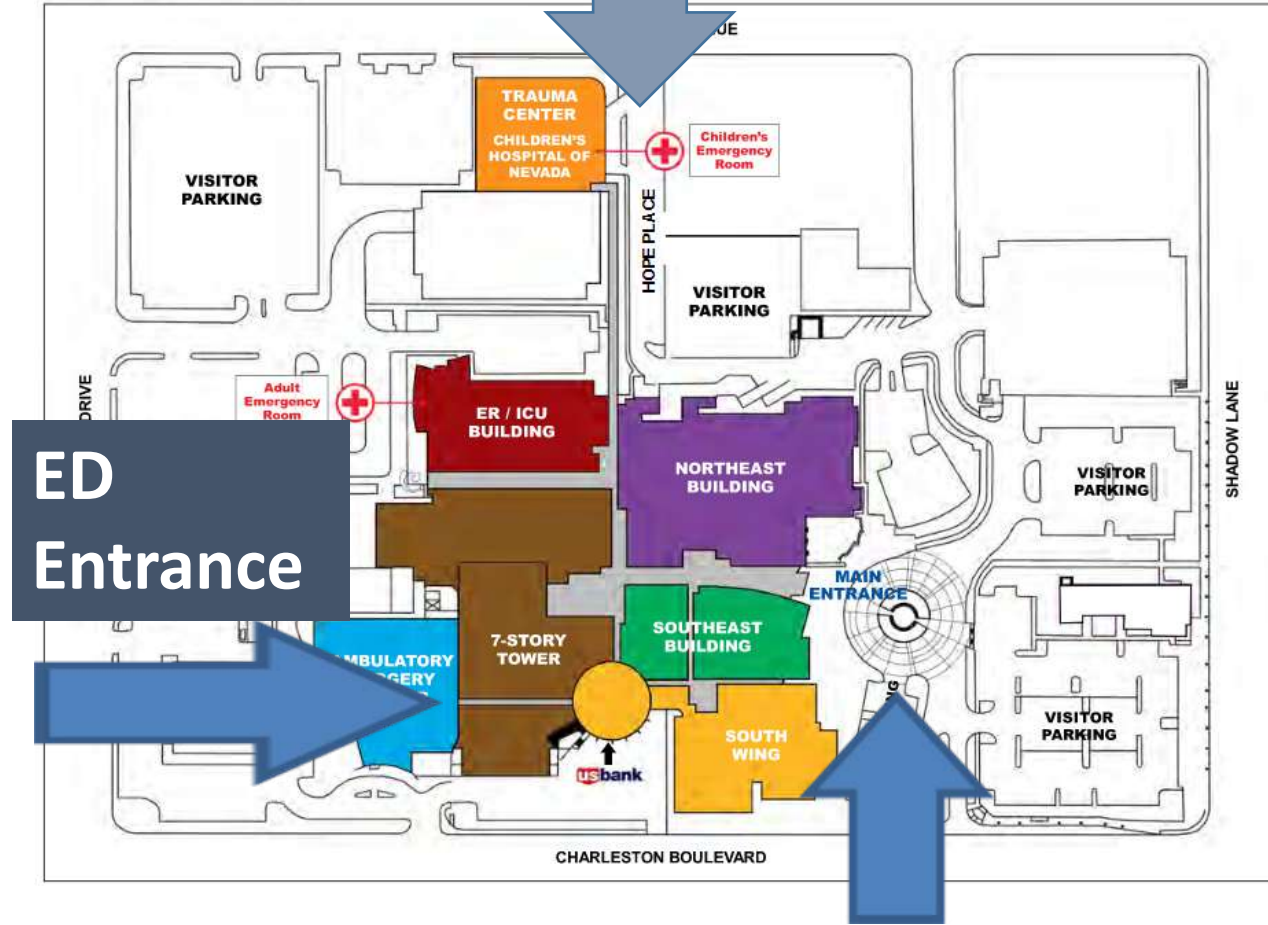 UE
TRAUMA
CENTER
CHILDREN'S
HOSPITAL OF
NEVADA
Children's
Emergency
Room
VISITOR
PARKING
HOPE PLACE
VISITOR
PARKING
DRIVE
Adult
Emergency
Room
ER / ICU
BUILDING
NORTHEAST
BUILDING
VISITOR
PARKING
SHADOW LANE
ED
Entrance
MAIN
ENTRANCE
7-STORY
TOWER
SOUTHEAST
BUILDING
AMBULATORY
SOUTH
WING
VISITOR
PARKING
usbank
CHARLESTON BOULEVARD